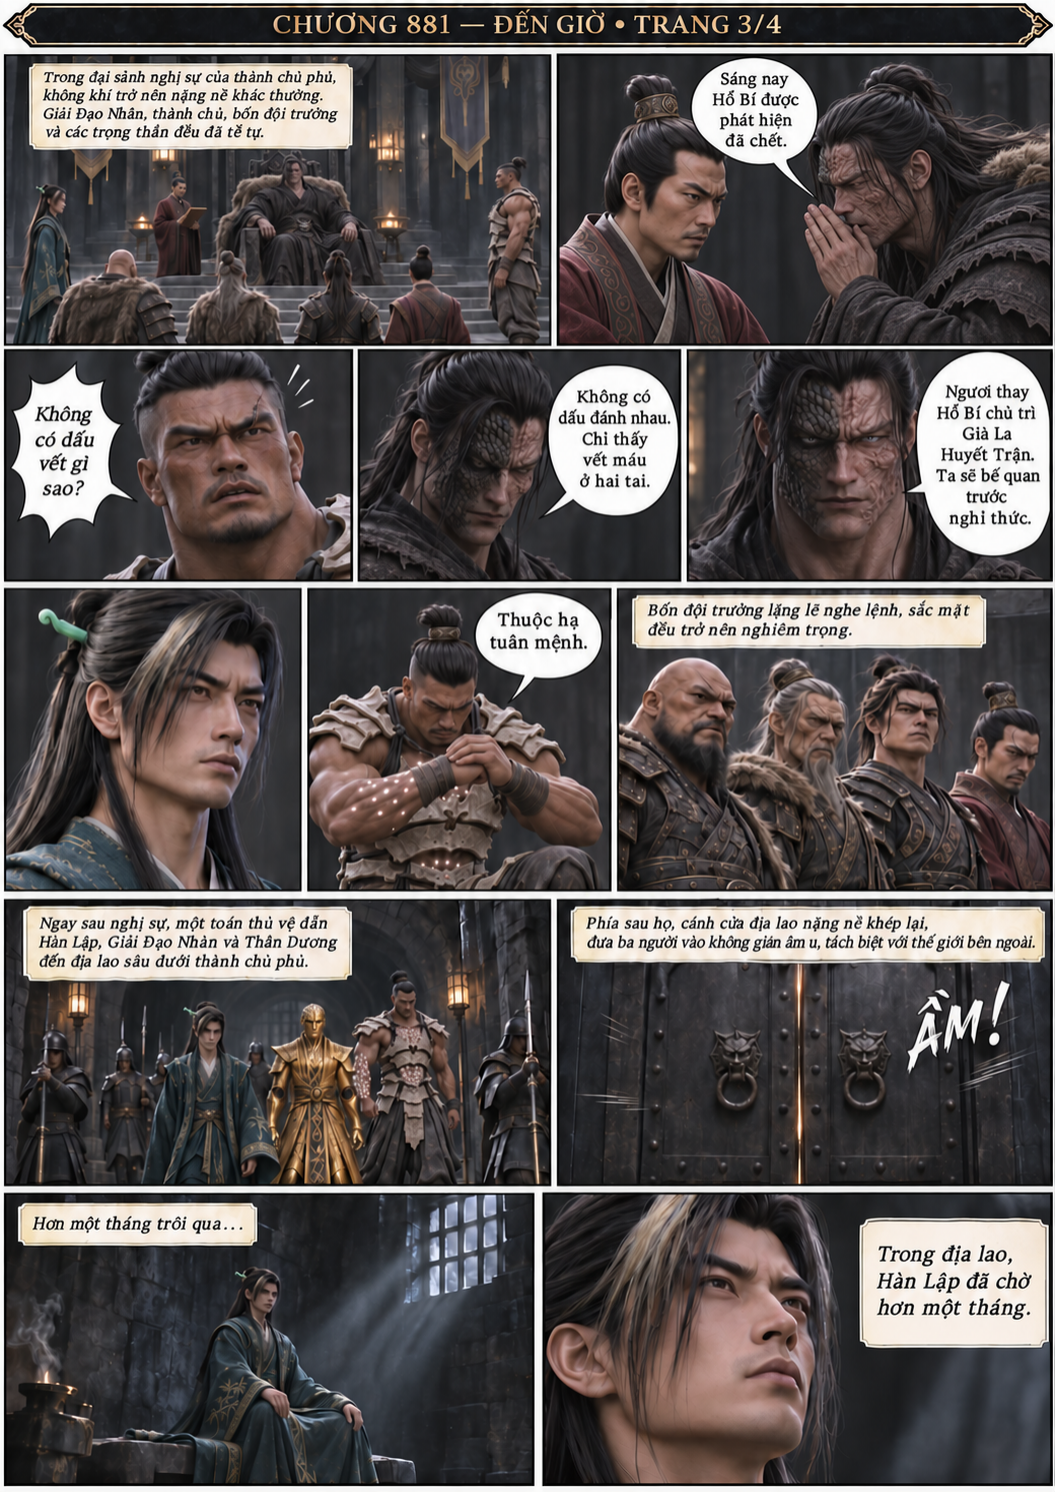 CHƯƠNG 881 — ĐẾN GIỜ • TRANG 3/4
Trong đại sảnh nghị sự của thành chủ phủ,
không khí trở nên nặng nề khác thường.
Giải Đạo Nhân, thành chủ, bốn đội trưởng
và các trọng thần đều đã tề tự.
Sáng nay
Hổ Bí được
phát hiện
đã chết.
Không
có dấu
vết gì
sao?
Không có
dấu đánh nhau.
Chỉ thấy
vết máu
ở hai tai.
Ngươi thay
Hổ Bí chủ trì
Già La
Huyết Trận.
Ta sẽ bế quan
trước
nghi thức.
Thuộc hạ
tuân mệnh.
Bốn đội trưởng lặng lẽ nghe lệnh, sắc mặt
đều trở nên nghiêm trọng.
Ngay sau nghị sự, một toán thủ vệ dẫn
Hàn Lập, Giải Đạo Nhàn và Thân Dương
đến địa lao sâu dưới thành chủ phủ.
Phía sau họ, cánh cửa địa lao nặng nề khép lại,
đưa ba người vào không gián âm u, tách biệt với thế giới bên ngoài.
ẦM!
Hơn một tháng trôi qua...
Trong địa lao,
Hàn Lập đã chờ
hơn một tháng.